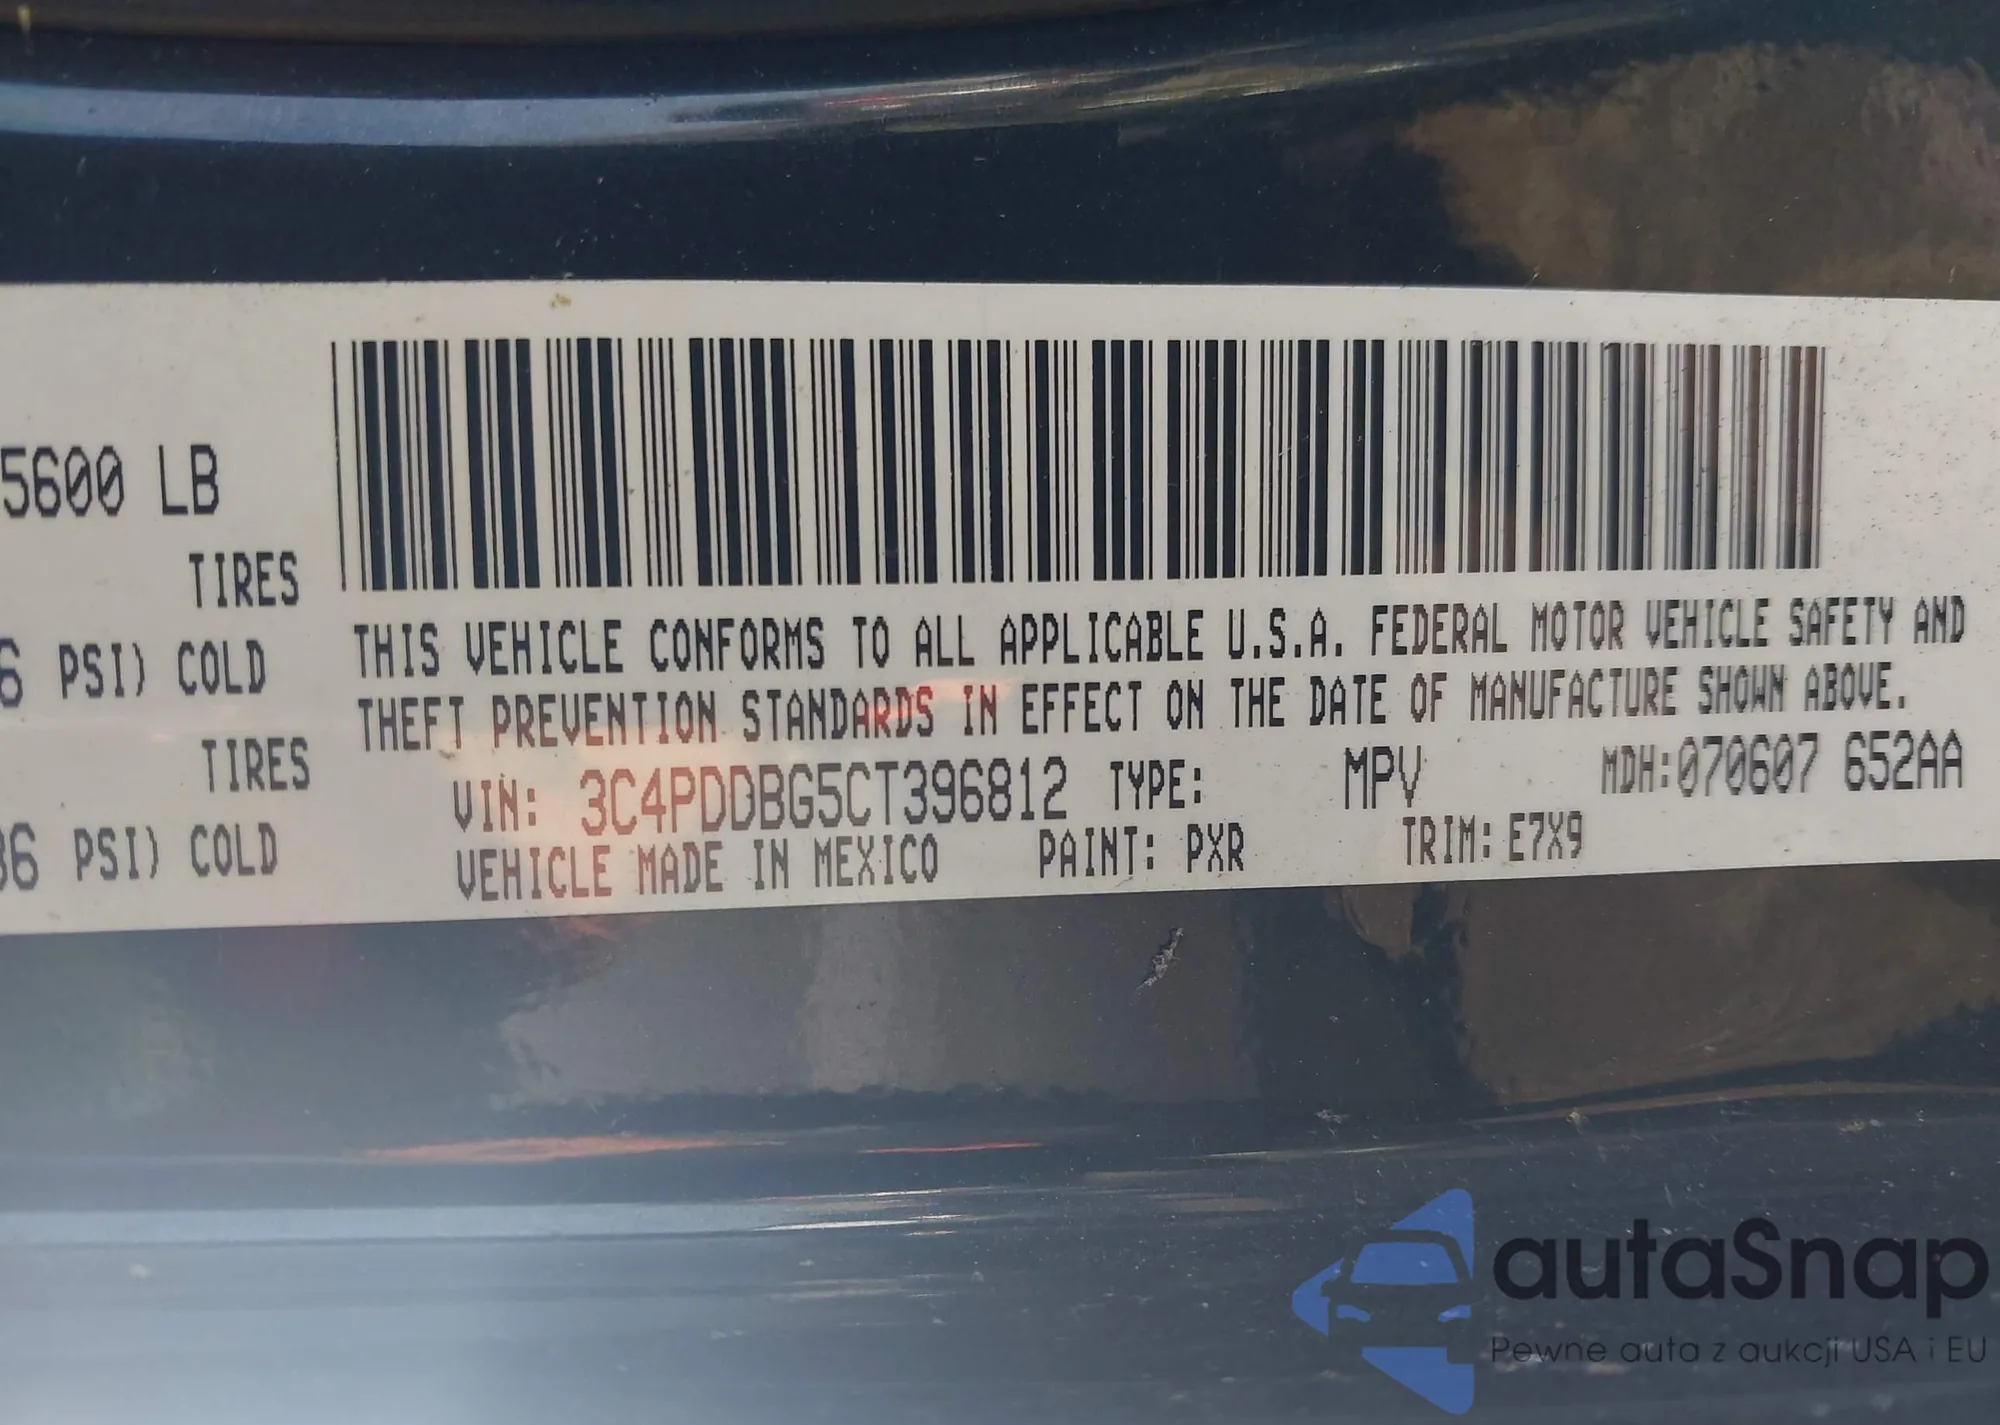 5600 LB
TIRES
6 PSI) COLD
TIRES
36 PSI) COLD
THIS VEHICLE CONFORMS TO ALL APPLICABLE U.S.A. FEDERAL MOTOR VEHICLE SAFETY AND
THEFT PREVENTION STANDARDS IN EFFECT ON THE DATE OF MANUFACTURE SHOWN ABOVE.
VIN: 3C4PDDBG5CT396812 TYPE: MPV MDH:070607 652AA
VEHICLE MADE IN MEXICO PAINT: PXR TRIM: E7X9
autaSnap
Pewne auta z aukcji USA i EU